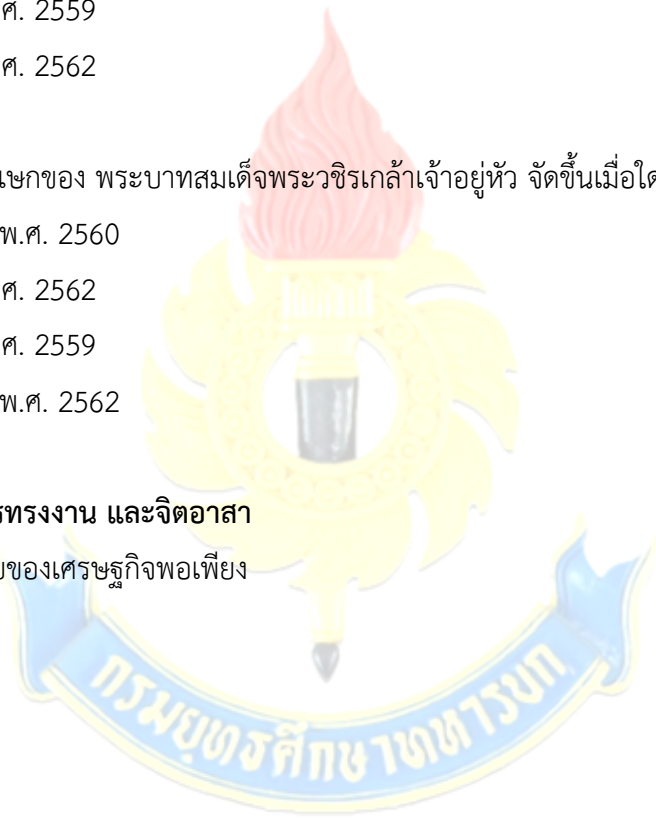 ศ. 2559
ศ. 2562
เษกของ พระบาทสมเด็จพระวชิรเกล้าเจ้าอยู่หัว จัดขึ้นเมื่อใด
พ.ศ. 2560
ศ. 2562
ศ. 2559
พ.ศ. 2562
รทรงงาน และจิตอาสา
ของเศรษฐกิจพอเพียง
กรมยุทธศึกษาทหารบก